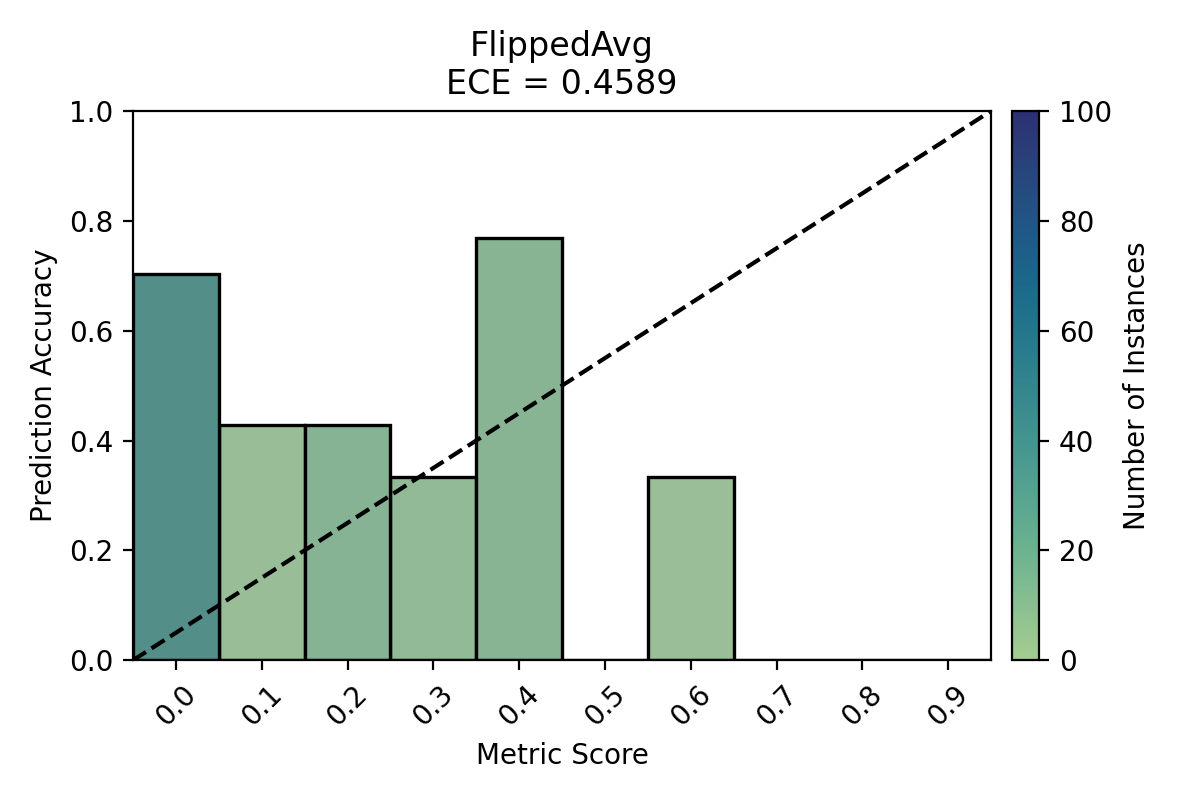 FlippedAvg
ECE = 0.4589
1.0
0.8
0.6
0.4
0.2
0.0
Prediction Accuracy
0.0 0.1 0.2 0.3 0.4 0.5 0.6 0.7 0.8 0.9
Metric Score
100
80
60
40
20
0
Number of Instances